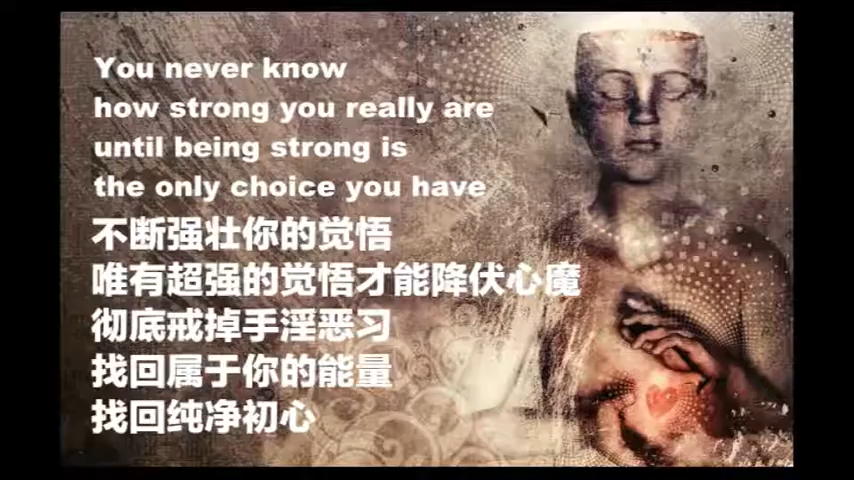 You never know
how strong you really are
until being strong is
the only choice you have
不断强壮你的觉悟
唯有超强的觉悟才能降伏心魔
彻底戒掉手淫恶习
找回属于你的能量
找回纯净初心